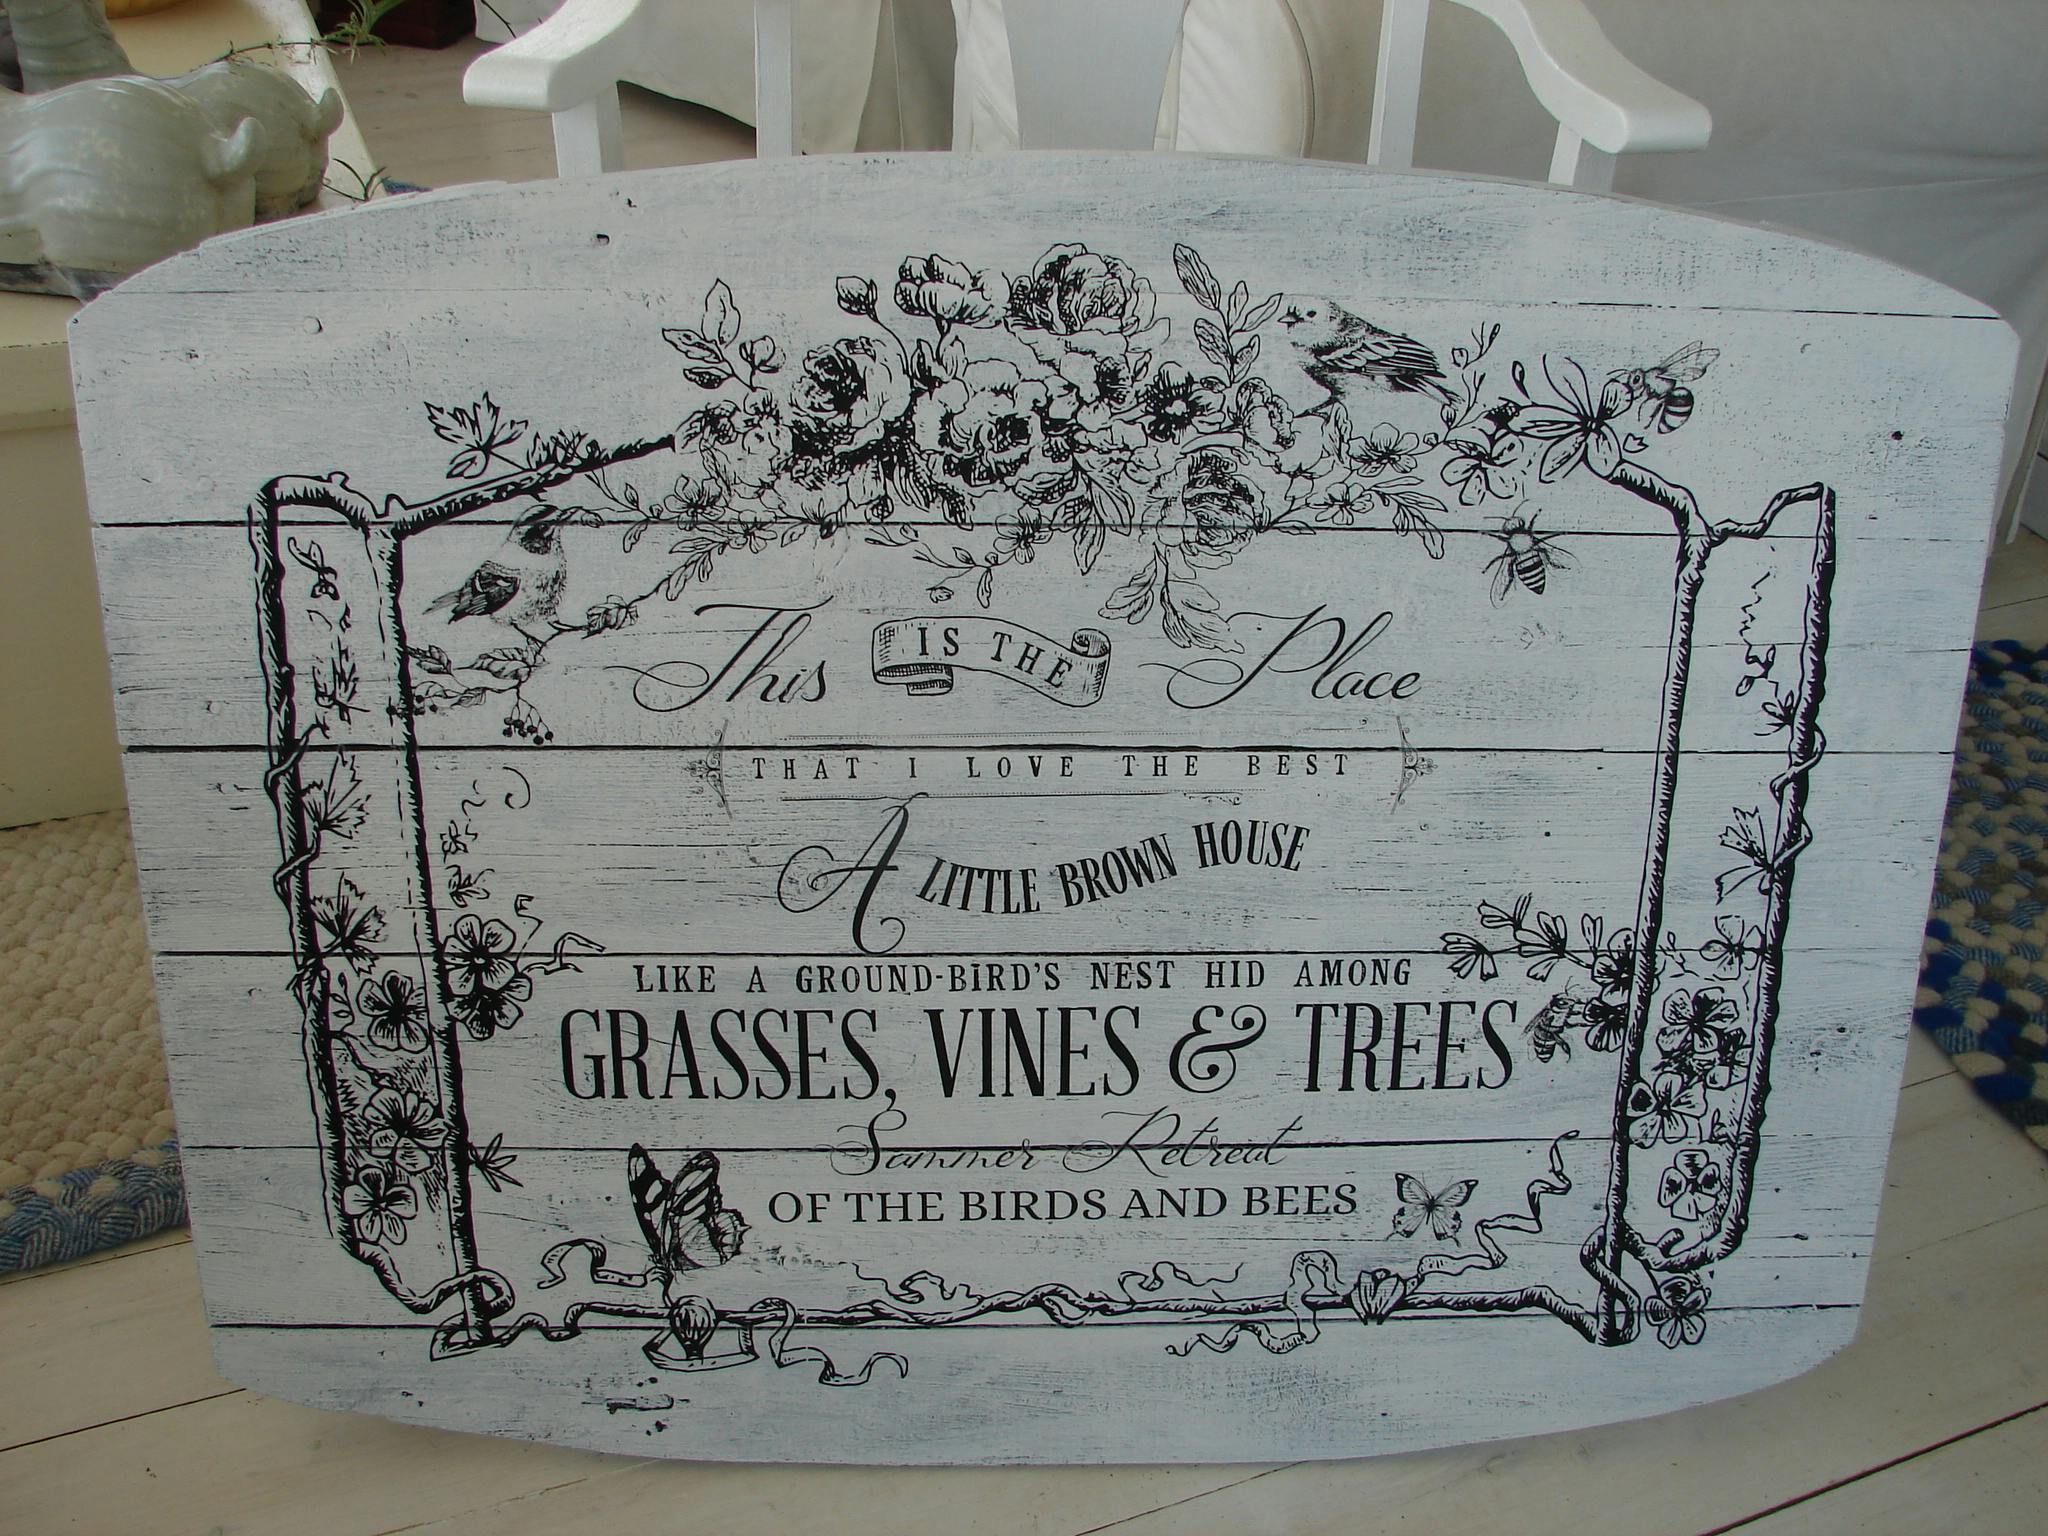 This IS THE Place
THAT I LOVE THE BEST
A LITTLE BROWN HOUSE
LIKE A GROUND-BIRD'S NEST HID AMONG
GRASSES, VINES & TREES
Summer Retreat
OF THE BIRDS AND BEES